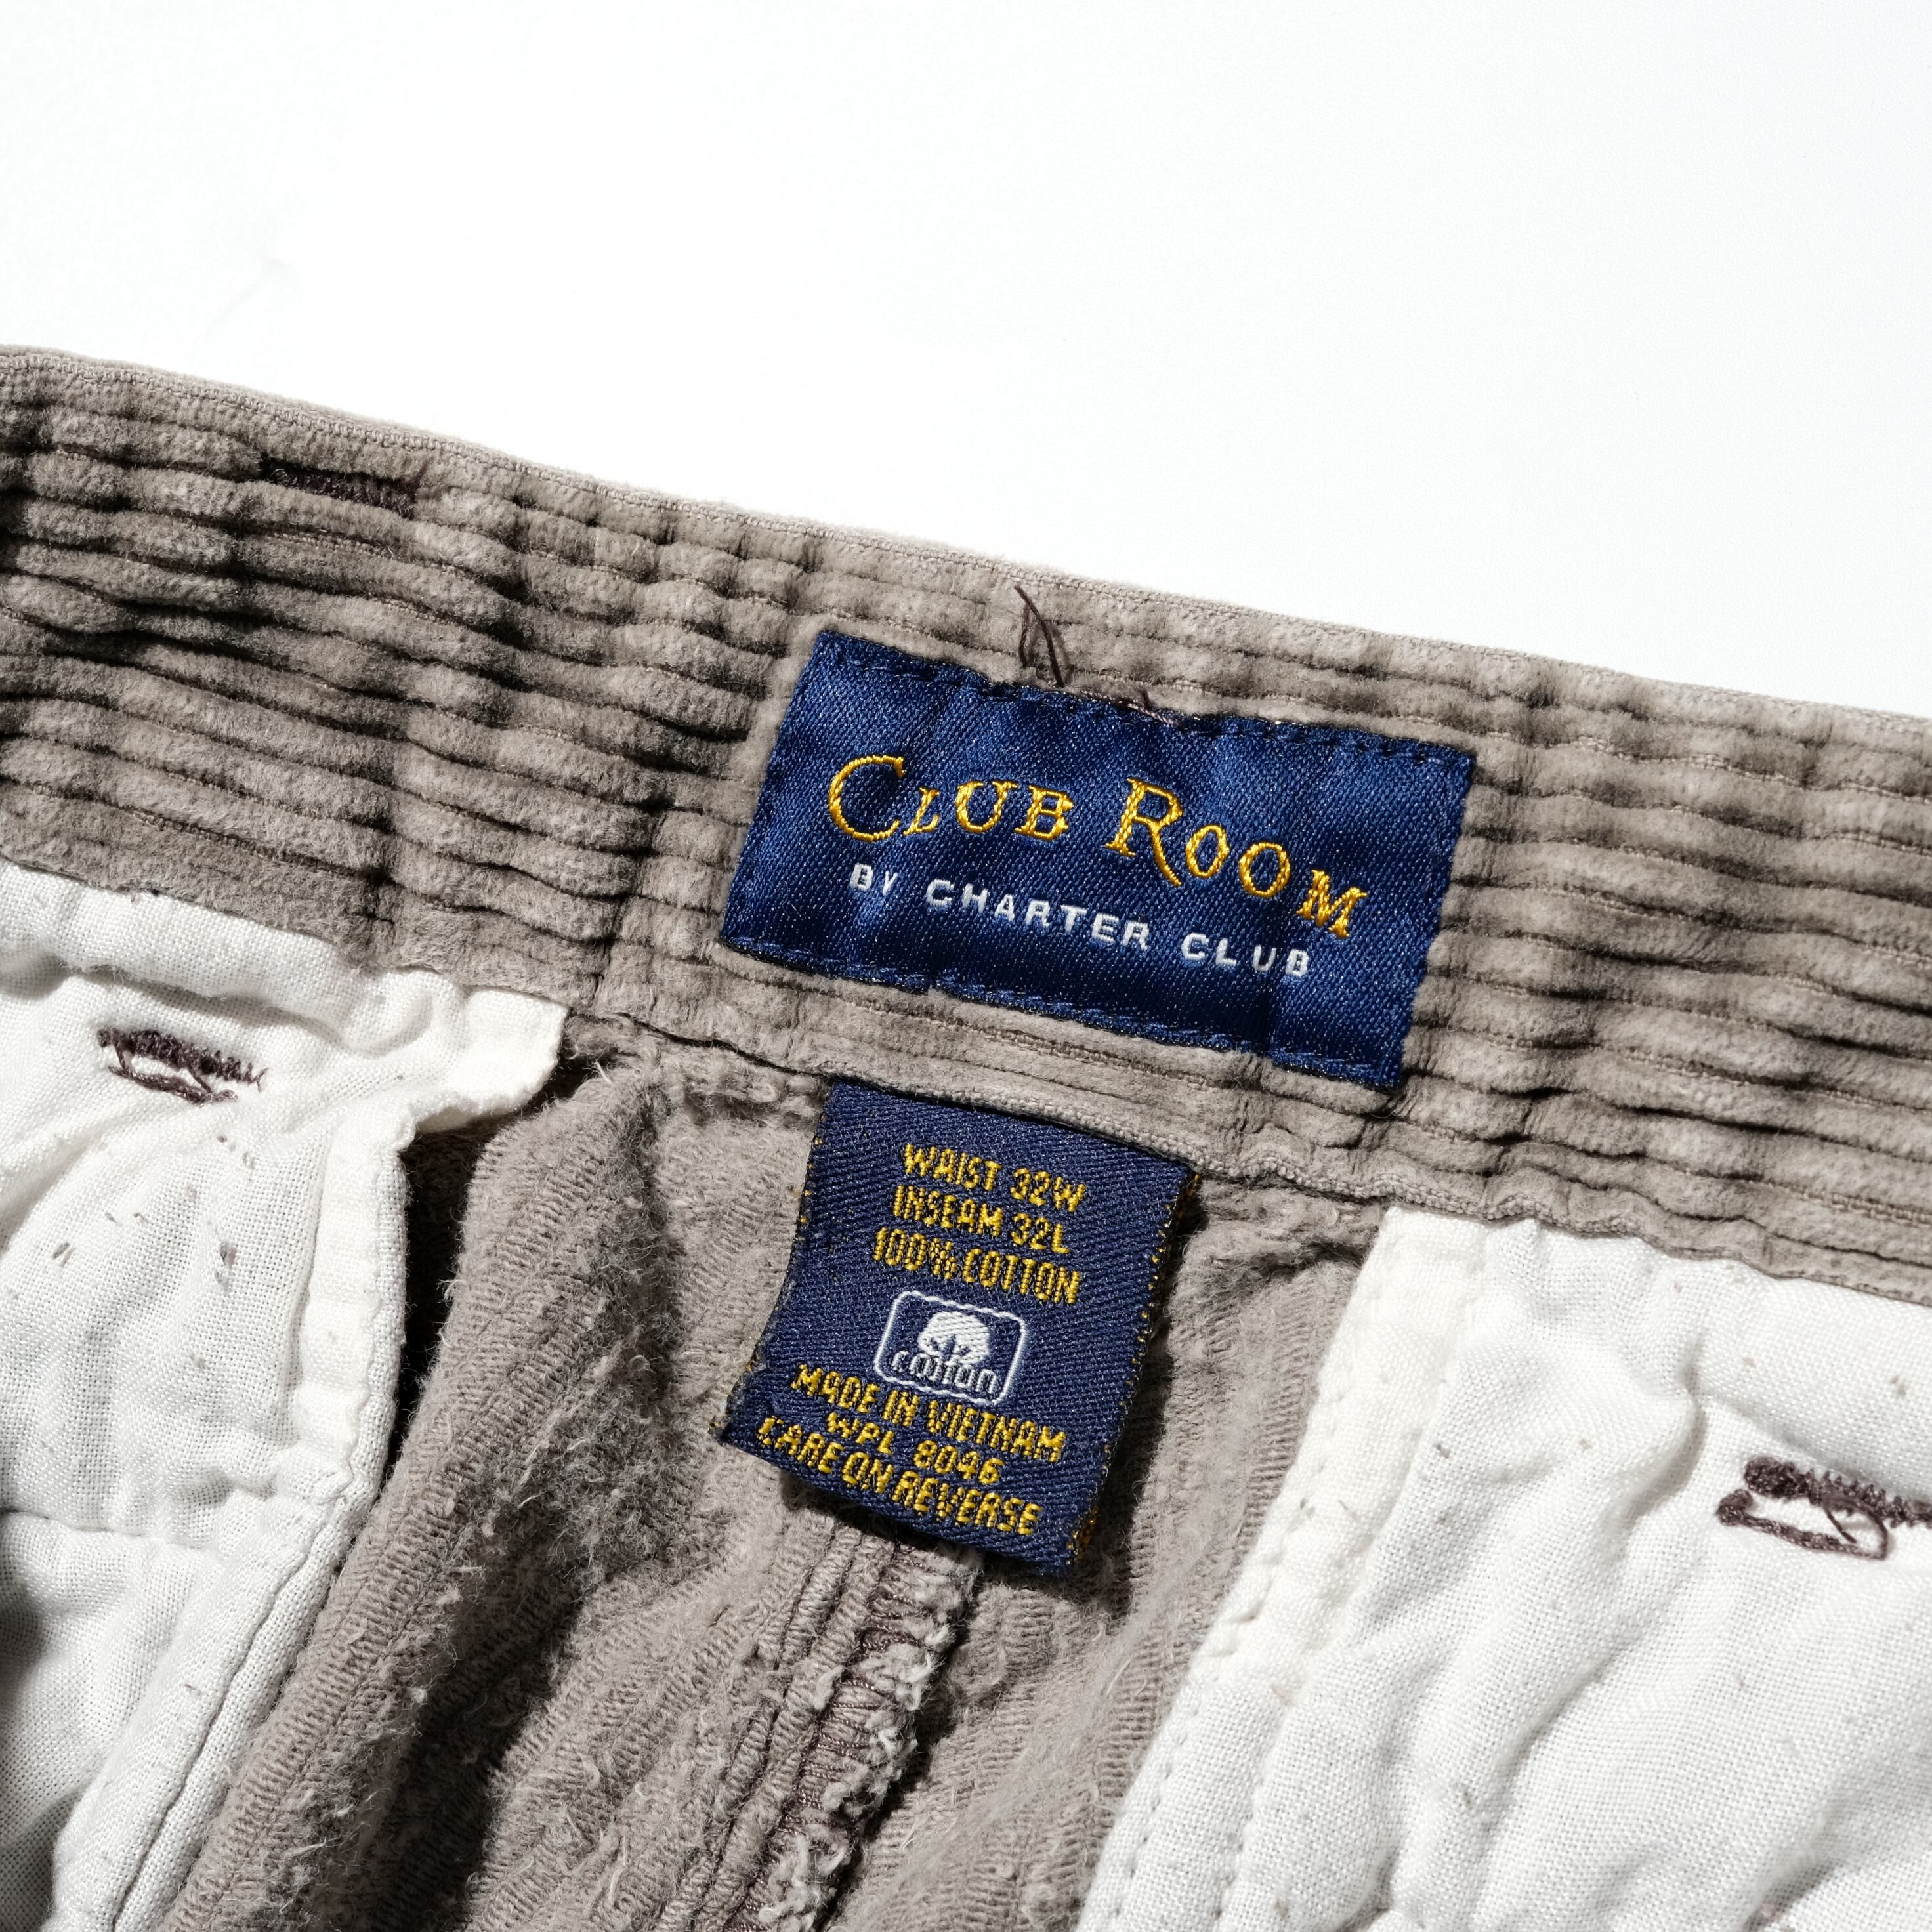 CLUB ROOM
BY CHARTER CLUB
WAIST 32W
INSEAM 32L
100% COTTON
cotton
MADE IN VIETNAM
WPL 8046
CARE ON REVERSE